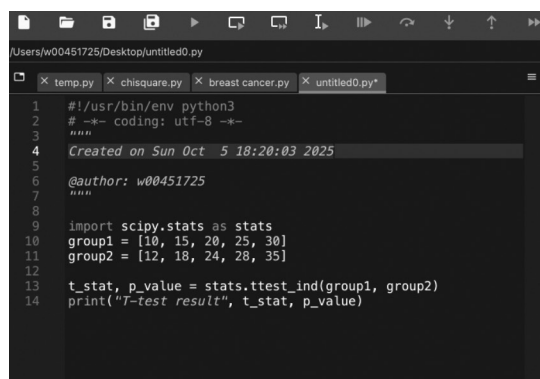 /Users/w00451725/Desktop/untitled0.py
temp.py chisquare.py breast cancer.py untitled0.py*
1 #!/usr/bin/env python3
2 # -*- coding: utf-8 -*-
3 """
4 Created on Sun Oct  5 18:20:03 2025
5
6 @author: w00451725
7 """
8
9 import scipy.stats as stats
10 group1 = [10, 15, 20, 25, 30]
11 group2 = [12, 18, 24, 28, 35]
12
13 t_stat, p_value = stats.ttest_ind(group1, group2)
14 print("T-test result", t_stat, p_value)